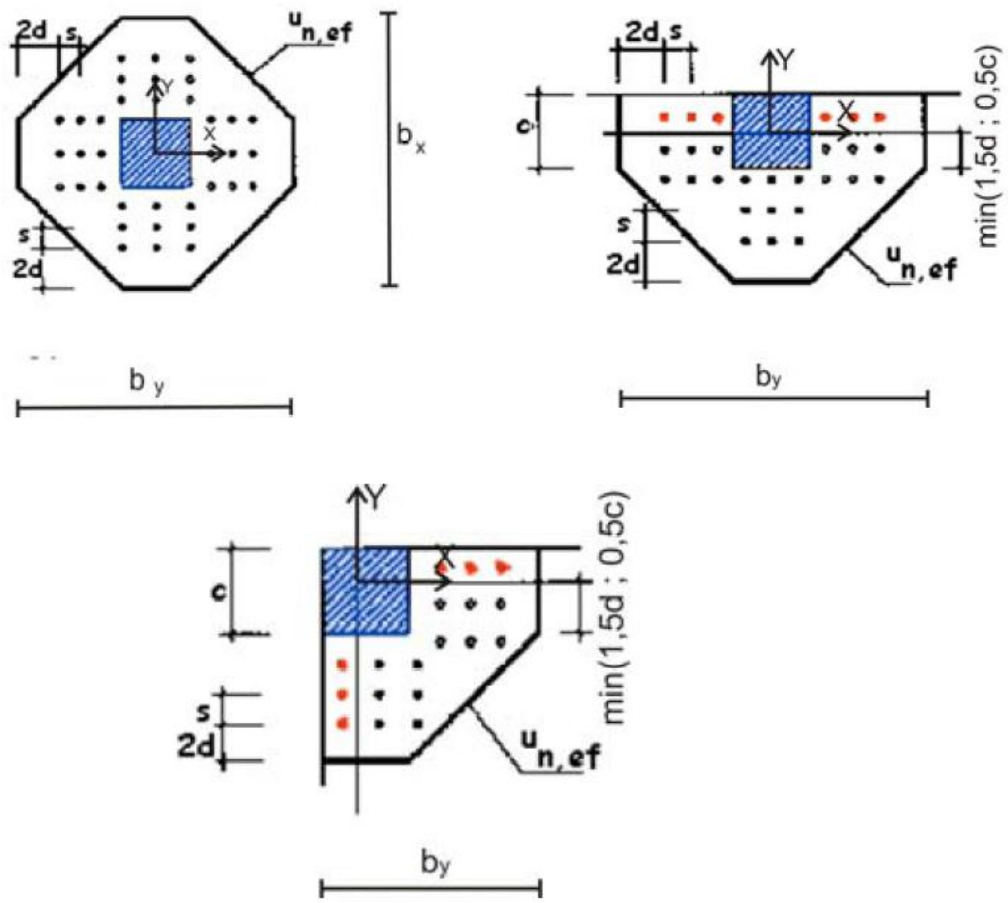 2d s
u n,ef
Y
X
b x
s
2d
b y
2d s
Y
X
c
min(1,5d ; 0,5c)
s
2d
u n,ef
by
Y
X
c
min(1,5d ; 0,5c)
s
2d
u n,ef
by